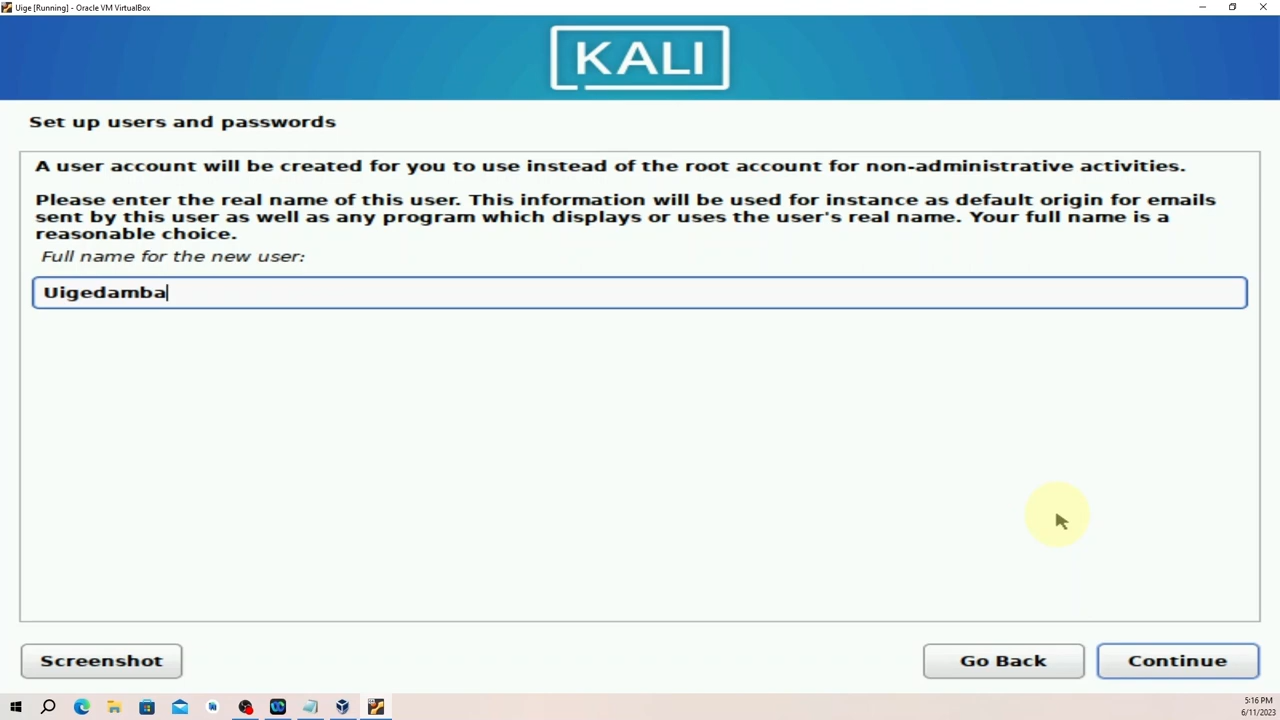 Uige [Running] - Oracle VM VirtualBox
KALI
Set up users and passwords
A user account will be created for you to use instead of the root account for non-administrative activities.
Please enter the real name of this user. This information will be used for instance as default origin for emails
sent by this user as well as any program which displays or uses the user's real name. Your full name is a
reasonable choice.
Full name for the new user:
Uigedamba
Screenshot
Go Back
Continue
5:16 PM
6/11/2023